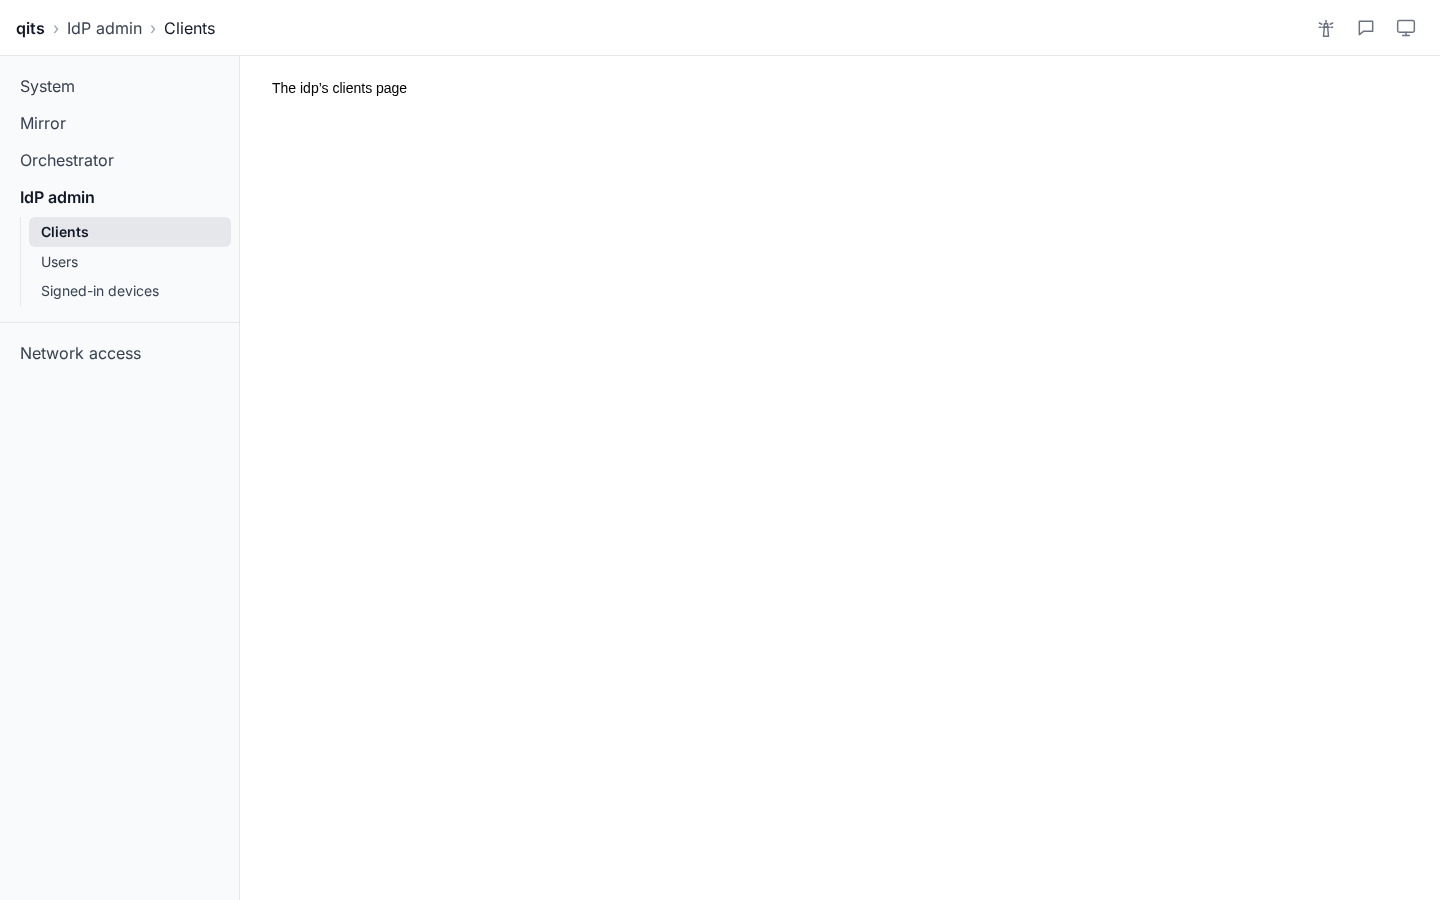 qits › IdP admin › Clients
System
Mirror
Orchestrator
IdP admin
Clients
Users
Signed-in devices
Network access
The idp’s clients page